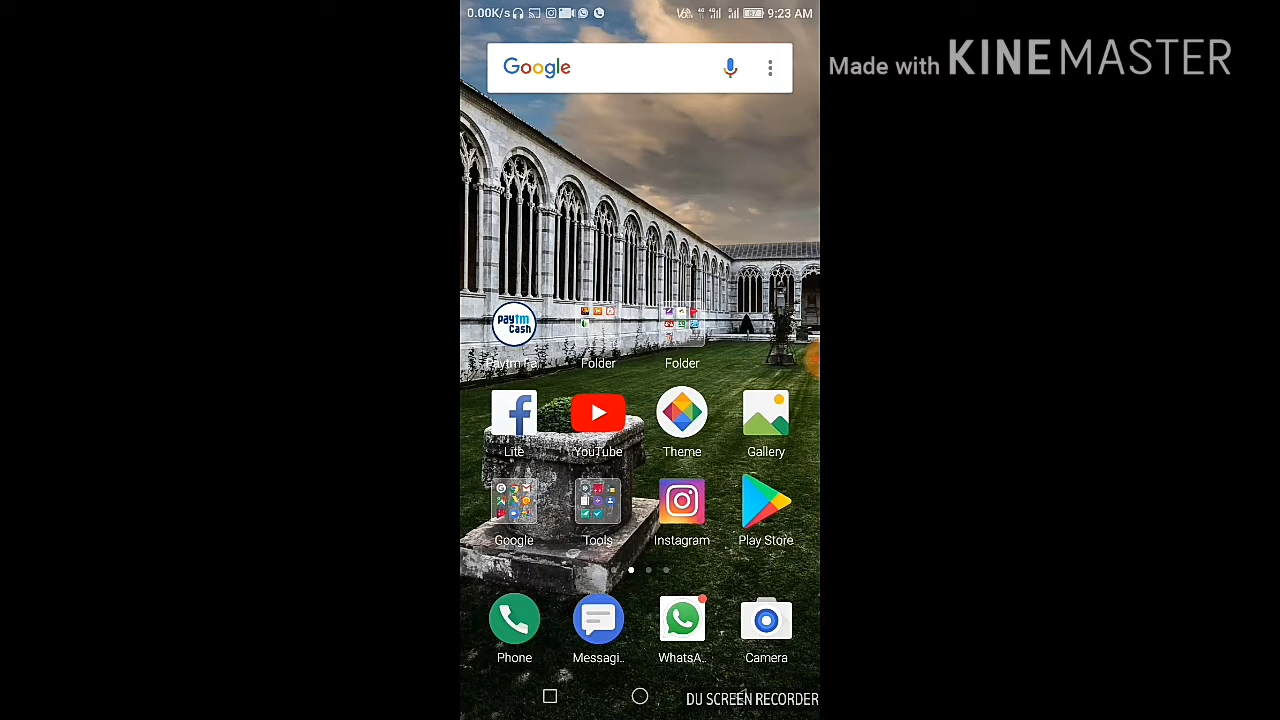 0.00K/s 9:23 AM
Made with KINEMASTER
Google
paytm
Cash
Folder
Folder
Lite
YouTube
Theme
Gallery
Google
Tools
Instagram
Play Store
Phone
Messagi..
WhatsA..
Camera
DU SCREEN RECORDER